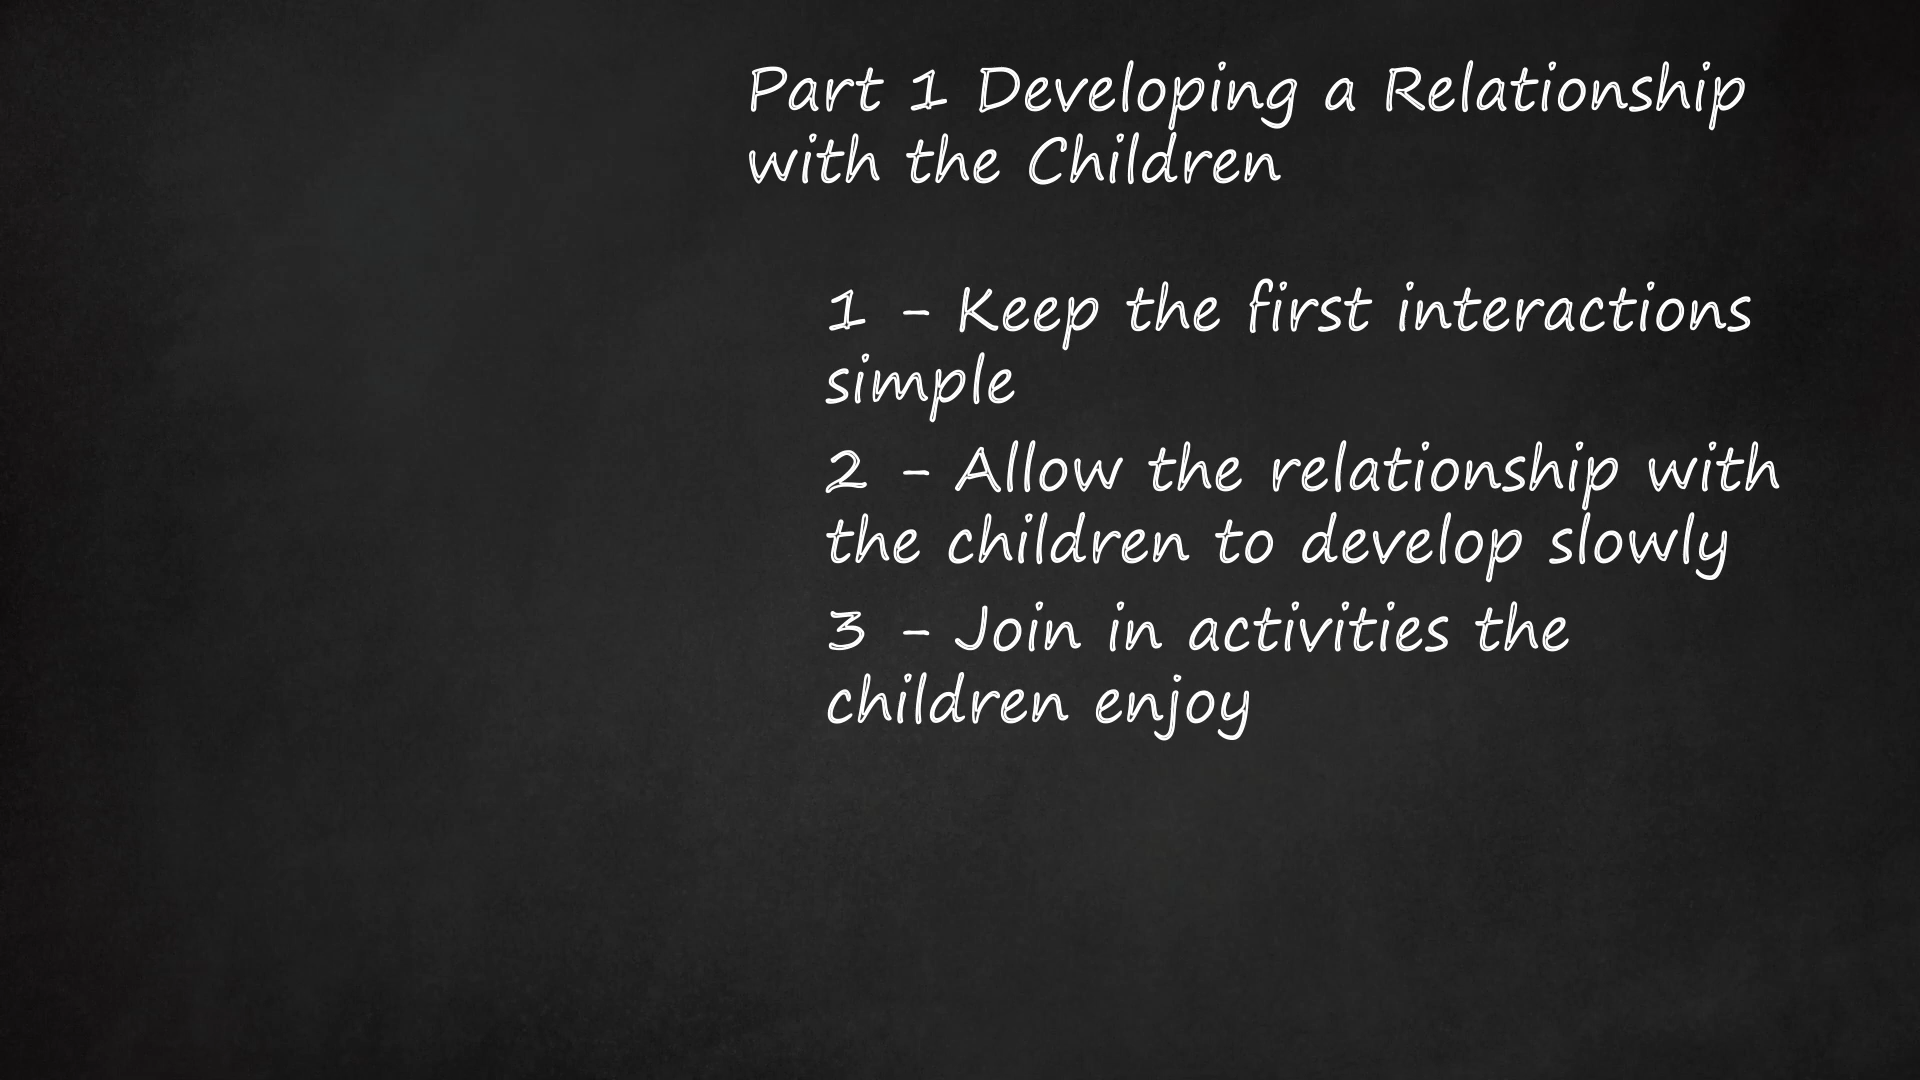 Part 1 Developing a Relationship
with the Children
1 - Keep the first interactions
simple
2 - Allow the relationship with
the children to develop slowly
3 - Join in activities the
children enjoy